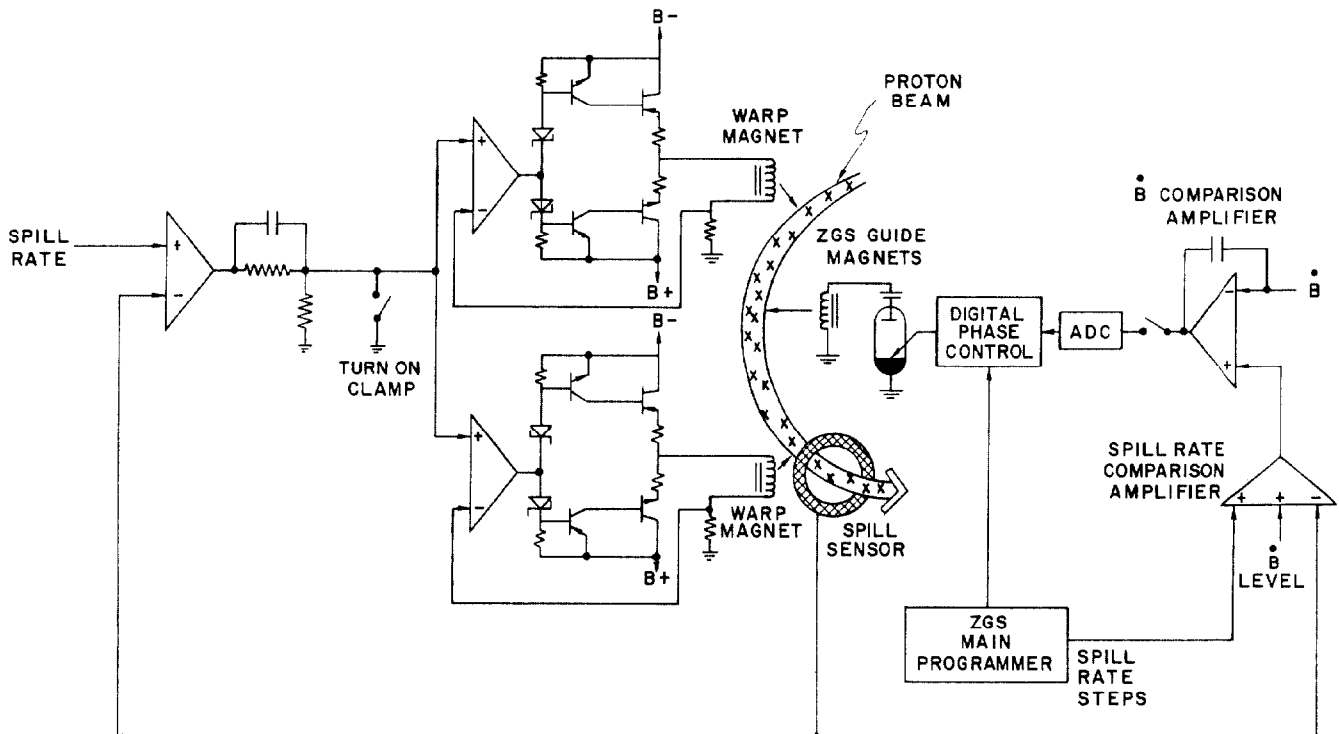 B-
PROTON
BEAM
WARP
MAGNET
+
-
Ḃ COMPARISON
AMPLIFIER
SPILL
RATE
+
-
ZGS GUIDE
MAGNETS
B+
B-
-
Ḃ
+
DIGITAL
PHASE
CONTROL
ADC
TURN ON
CLAMP
+
-
SPILL RATE
COMPARISON
AMPLIFIER
+ + -
WARP
MAGNET
SPILL
SENSOR
B+
Ḃ
LEVEL
ZGS
MAIN
PROGRAMMER
SPILL
RATE
STEPS